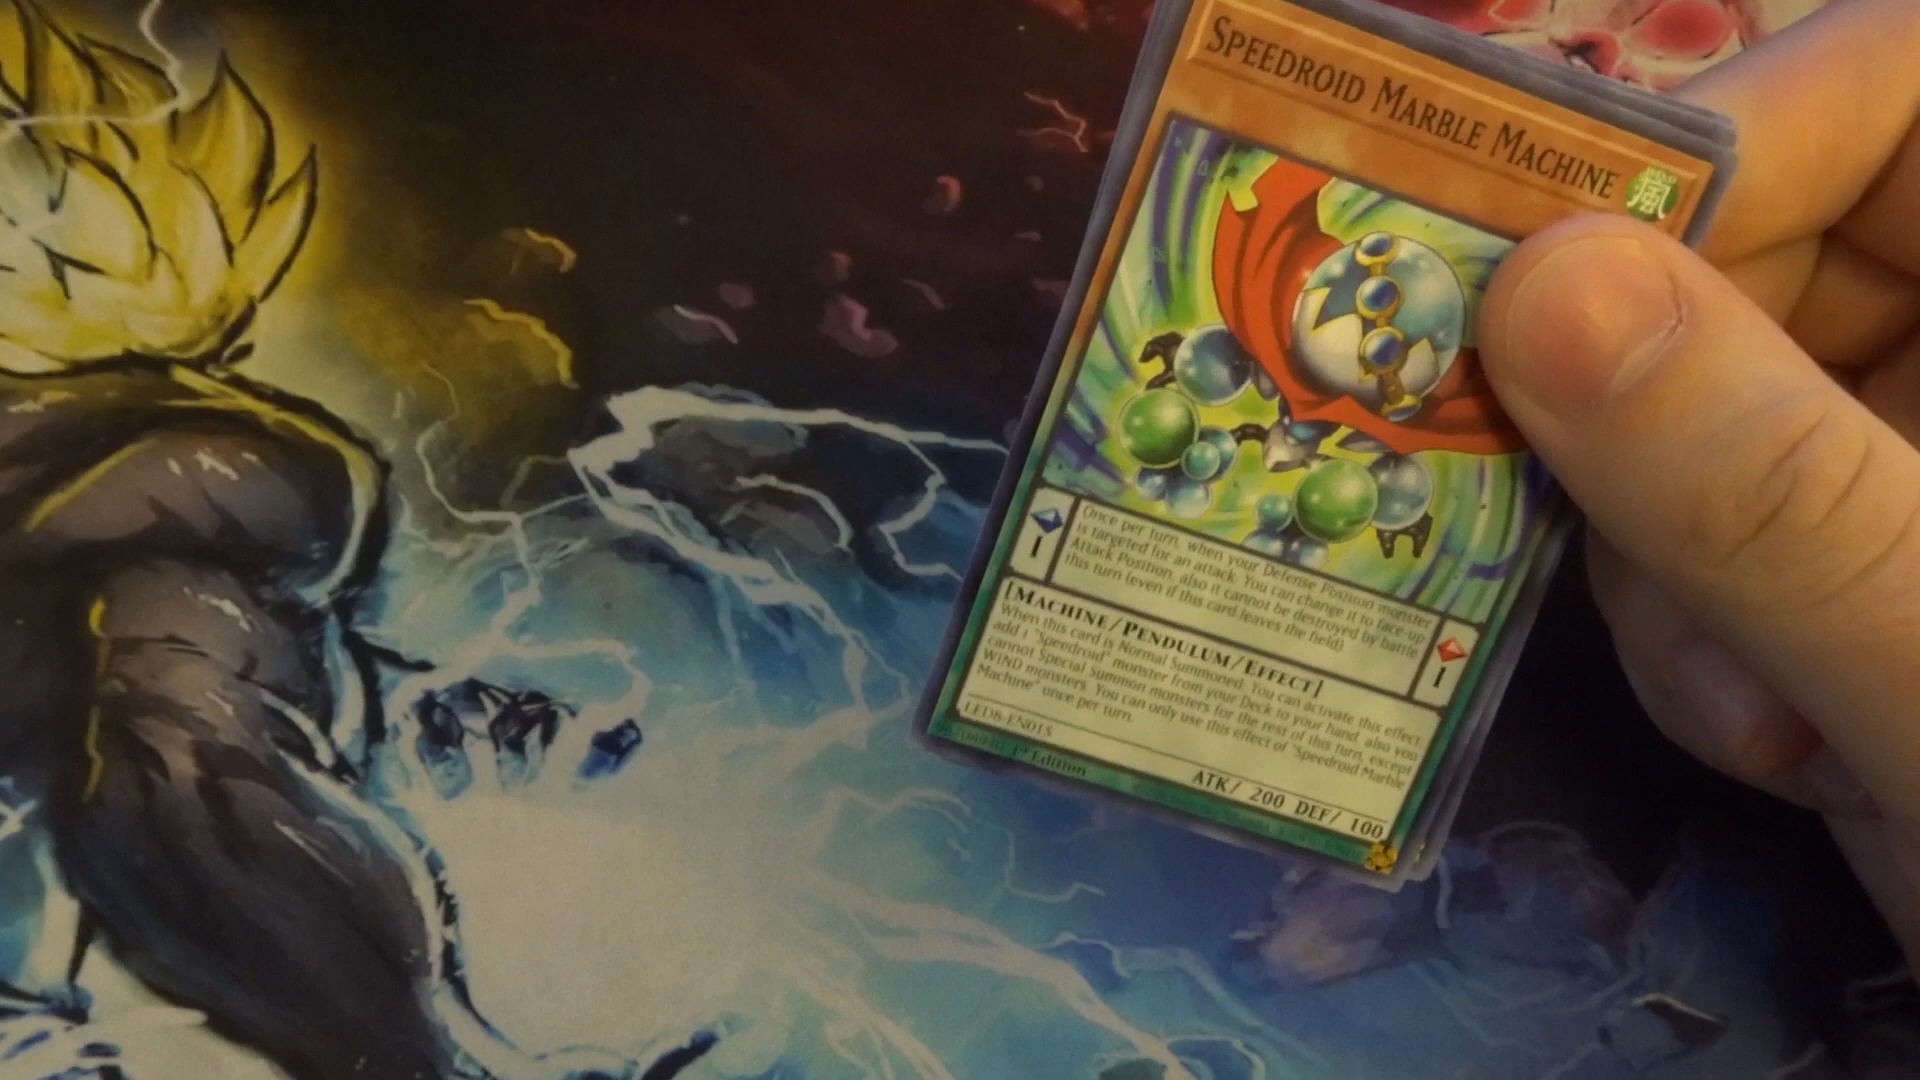 SPEEDROID MARBLE MACHINE
風
Once per turn, when your Defense Position monster
is targeted for an attack: You can change it to face-up
Attack Position, also it cannot be destroyed by battle
this turn (even if this card leaves the field).
1
1
[MACHINE/PENDULUM/EFFECT]
When this card is Normal Summoned: You can activate this effect;
add 1 "Speedroid" monster from your Deck to your hand, also you
cannot Special Summon monsters for the rest of this turn, except
WIND monsters. You can only use this effect of "Speedroid Marble
Machine" once per turn.
LED8-EN015
ATK/ 200 DEF/ 100
1st Edition